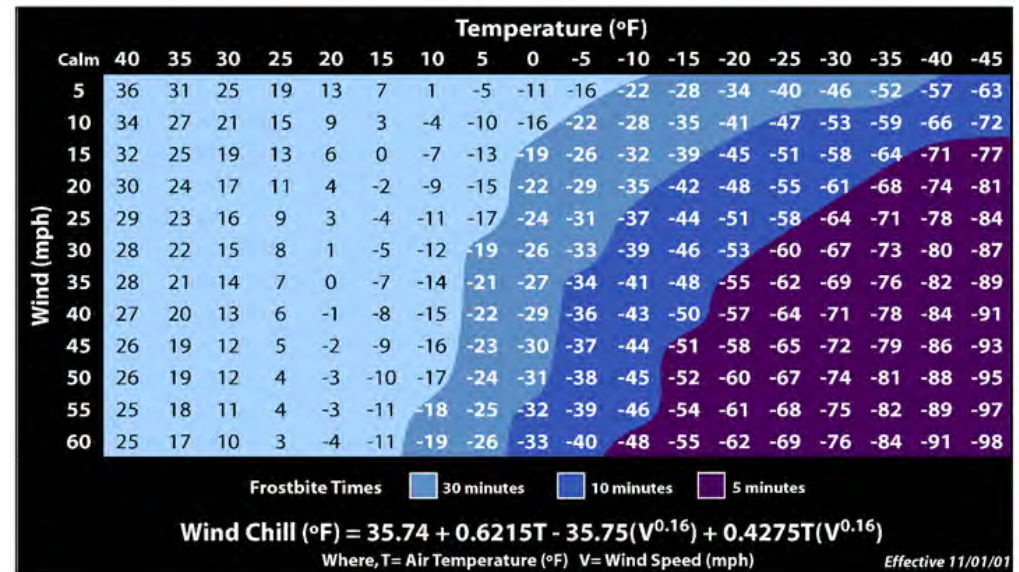 Temperature (ºF)
Calm 40 35 30 25 20 15 10 5 0 -5 -10 -15 -20 -25 -30 -35 -40 -45
5 36 31 25 19 13 7 1 -5 -11 -16 -22 -28 -34 -40 -46 -52 -57 -63
10 34 27 21 15 9 3 -4 -10 -16 -22 -28 -35 -41 -47 -53 -59 -66 -72
15 32 25 19 13 6 0 -7 -13 -19 -26 -32 -39 -45 -51 -58 -64 -71 -77
20 30 24 17 11 4 -2 -9 -15 -22 -29 -35 -42 -48 -55 -61 -68 -74 -81
25 29 23 16 9 3 -4 -11 -17 -24 -31 -37 -44 -51 -58 -64 -71 -78 -84
30 28 22 15 8 1 -5 -12 -19 -26 -33 -39 -46 -53 -60 -67 -73 -80 -87
35 28 21 14 7 0 -7 -14 -21 -27 -34 -41 -48 -55 -62 -69 -76 -82 -89
40 27 20 13 6 -1 -8 -15 -22 -29 -36 -43 -50 -57 -64 -71 -78 -84 -91
45 26 19 12 5 -2 -9 -16 -23 -30 -37 -44 -51 -58 -65 -72 -79 -86 -93
50 26 19 12 4 -3 -10 -17 -24 -31 -38 -45 -52 -60 -67 -74 -81 -88 -95
55 25 18 11 4 -3 -11 -18 -25 -32 -39 -46 -54 -61 -68 -75 -82 -89 -97
60 25 17 10 3 -4 -11 -19 -26 -33 -40 -48 -55 -62 -69 -76 -84 -91 -98
Wind (mph)
Frostbite Times 30 minutes 10 minutes 5 minutes
Wind Chill (ºF) = 35.74 + 0.6215T - 35.75(V^0.16) + 0.4275T(V^0.16)
Where, T= Air Temperature (ºF) V= Wind Speed (mph)
Effective 11/01/01